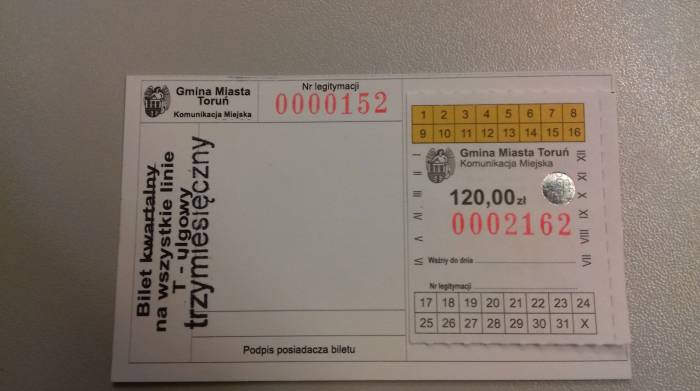 Gmina Miasta
Toruń
Komunikacja Miejska
Nr legitymacji
0000152
Bilet kwartalny
na wszystkie linie
T - ulgowy
trzymiesięczny
Podpis posiadacza biletu
1 2 3 4 5 6 7 8
9 10 11 12 13 14 15 16
Gmina Miasta Toruń
Komunikacja Miejska
120,00zł
0002162
I II III IV V VI
VII VIII IX X XI XII
Ważny do dnia
Nr legitymacji
17 18 19 20 21 22 23 24
25 26 27 28 29 30 31 X